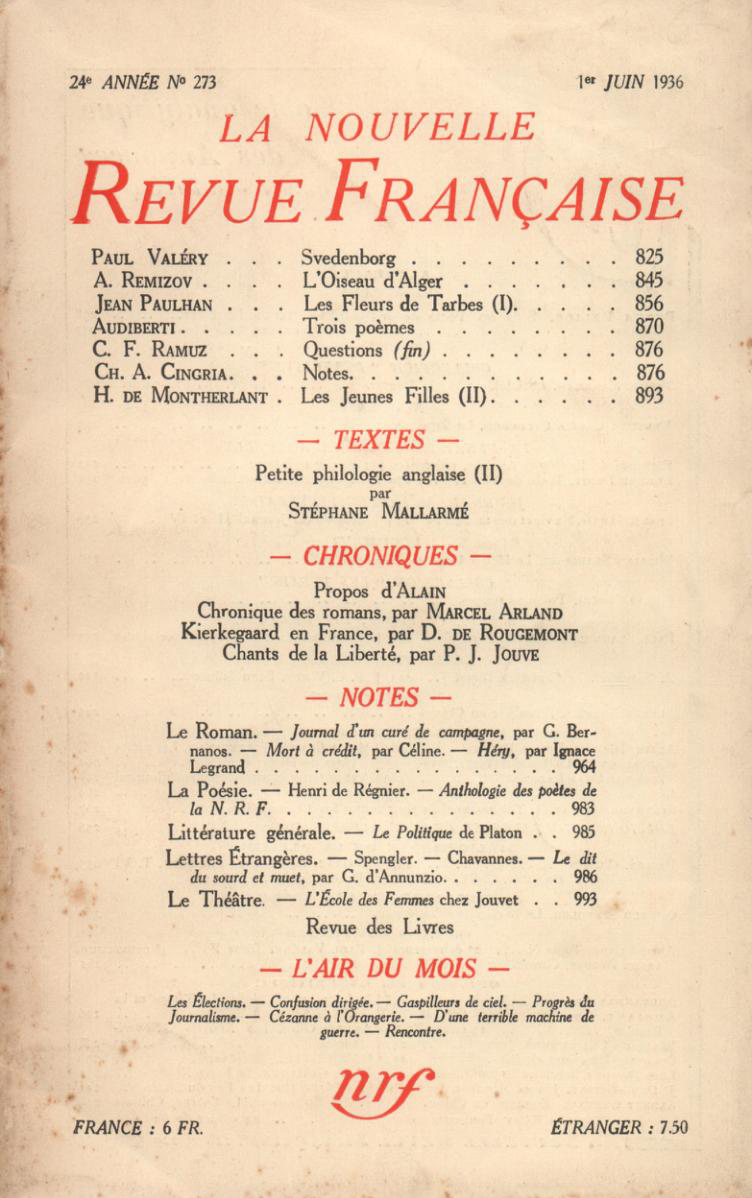 24e ANNÉE No 273
1er JUIN 1936
LA NOUVELLE
REVUE FRANÇAISE
PAUL VALÉRY . . . Svedenborg . . . . . . . . . 825
A. REMIZOV . . . . L'Oiseau d'Alger . . . . . . . 845
JEAN PAULHAN . . . Les Fleurs de Tarbes (I). . . . . 856
AUDIBERTI . . . . . Trois poèmes . . . . . . . . 870
C. F. RAMUZ . . . Questions (fin) . . . . . . . . 876
CH. A. CINGRIA. . . Notes. . . . . . . . . . . . 876
H. DE MONTHERLANT . Les Jeunes Filles (II). . . . . . 893
— TEXTES —
Petite philologie anglaise (II)
par
STÉPHANE MALLARMÉ
— CHRONIQUES —
Propos d'ALAIN
Chronique des romans, par MARCEL ARLAND
Kierkegaard en France, par D. DE ROUGEMONT
Chants de la Liberté, par P. J. JOUVE
— NOTES —
Le Roman. — Journal d'un curé de campagne, par G. Ber-
nanos. — Mort à crédit, par Céline. — Héry, par Ignace
Legrand . . . . . . . . . . . . . . . . 964
La Poésie. — Henri de Régnier. — Anthologie des poètes de
la N. R. F. . . . . . . . . . . . . . . . 983
Littérature générale. — Le Politique de Platon . . 985
Lettres Étrangères. — Spengler. — Chavannes. — Le dit
du sourd et muet, par G. d'Annunzio. . . . . . . 986
Le Théâtre. — L'École des Femmes chez Jouvet . . 993
Revue des Livres
— L'AIR DU MOIS —
Les Élections. — Confusion dirigée. — Gaspilleurs de ciel. — Progrès du
Journalisme. — Cézanne à l'Orangerie. — D'une terrible machine de
guerre. — Rencontre.
nrf
FRANCE : 6 FR.
ÉTRANGER : 7.50